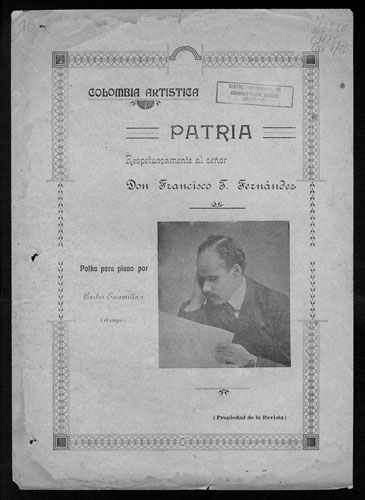 COLOMBIA ARTISTICA
PATRIA
Respetuosamente al señor
Don Francisco F. Fernández
Polka para piano por
Carlos Escamilla
(el ciego)
(Propiedad de la Revista)